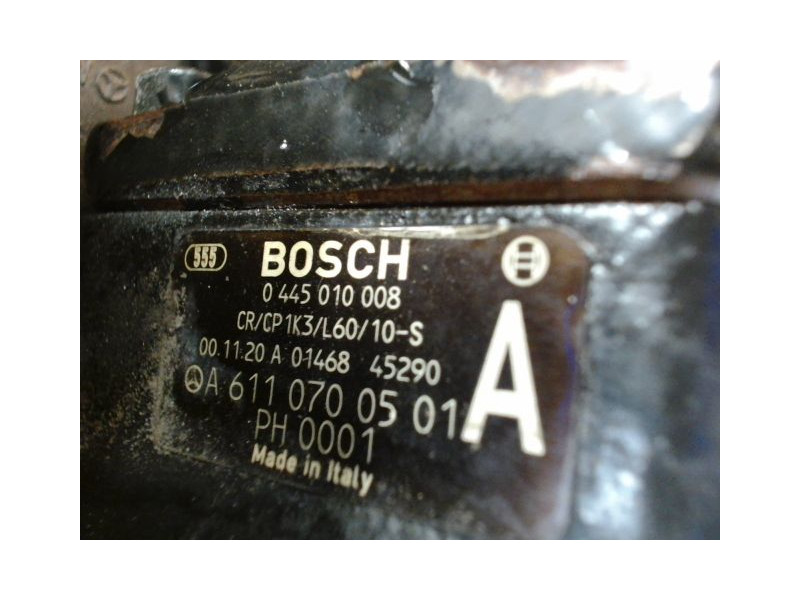 555 BOSCH
0 445 010 008
CR/CP1K3/L60/10-S
00.11.20 A 01468 45290
A 611 070 05 01 A
PH 0001
Made in Italy